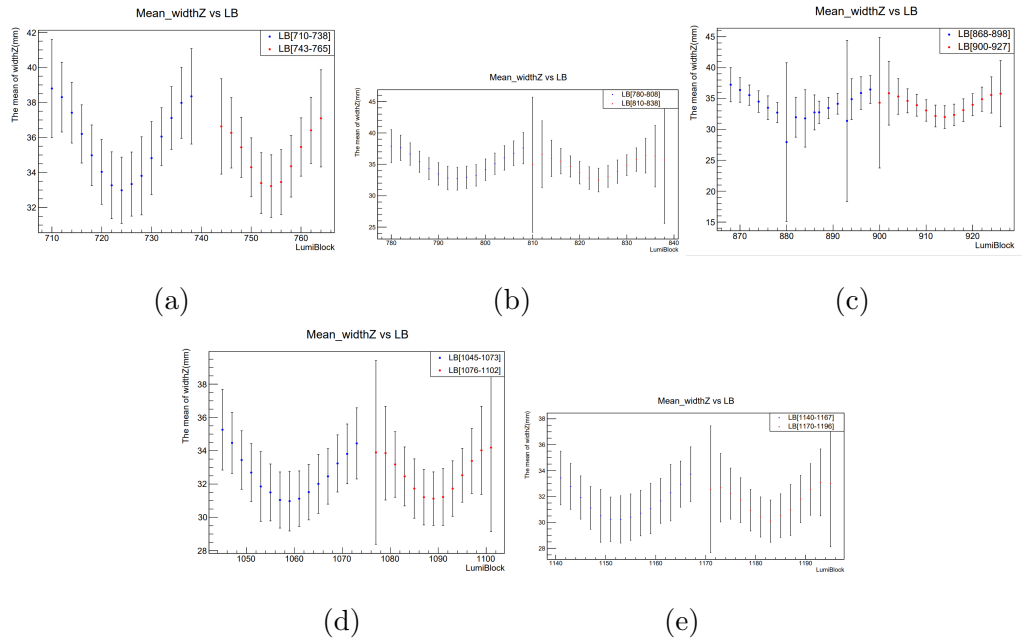 Mean_widthZ vs LB
The mean of widthZ(mm)
42
40
38
36
34
32
710 720 730 740 750 760
LumiBlock
LB[710-738]
LB[743-765]
(a)
Mean_widthZ vs LB
The mean of widthZ(mm)
45
40
35
30
25
780 790 800 810 820 830 840
LumiBlock
LB[780-808]
LB[810-838]
(b)
Mean_widthZ vs LB
The mean of widthZ(mm)
45
40
35
30
25
20
15
870 880 890 900 910 920
LumiBlock
LB[868-898]
LB[900-927]
(c)
Mean_widthZ vs LB
The mean of widthZ(mm)
38
36
34
32
30
28
1050 1060 1070 1080 1090 1100
LumiBlock
LB[1045-1073]
LB[1076-1102]
(d)
Mean_widthZ vs LB
The mean of widthZ(mm)
38
36
34
32
30
28
1140 1150 1160 1170 1180 1190
LumiBlock
LB[1140-1167]
LB[1170-1196]
(e)